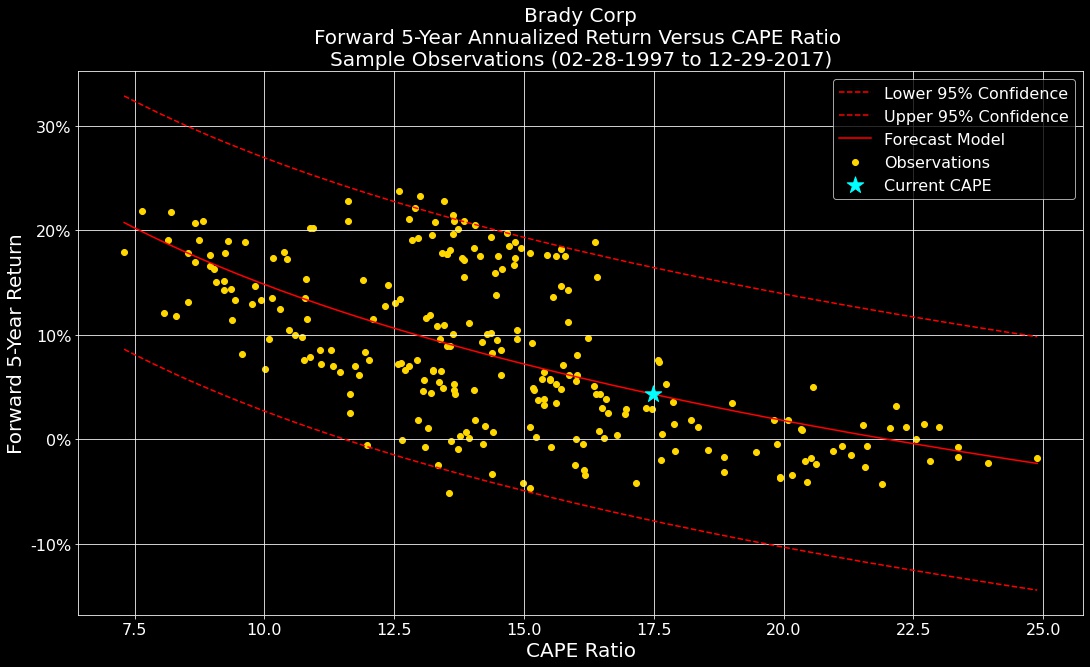 Brady Corp
Forward 5-Year Annualized Return Versus CAPE Ratio
Sample Observations (02-28-1997 to 12-29-2017)
Lower 95% Confidence
Upper 95% Confidence
Forecast Model
Observations
Current CAPE
Forward 5-Year Return
30%
20%
10%
0%
-10%
7.5 10.0 12.5 15.0 17.5 20.0 22.5 25.0
CAPE Ratio